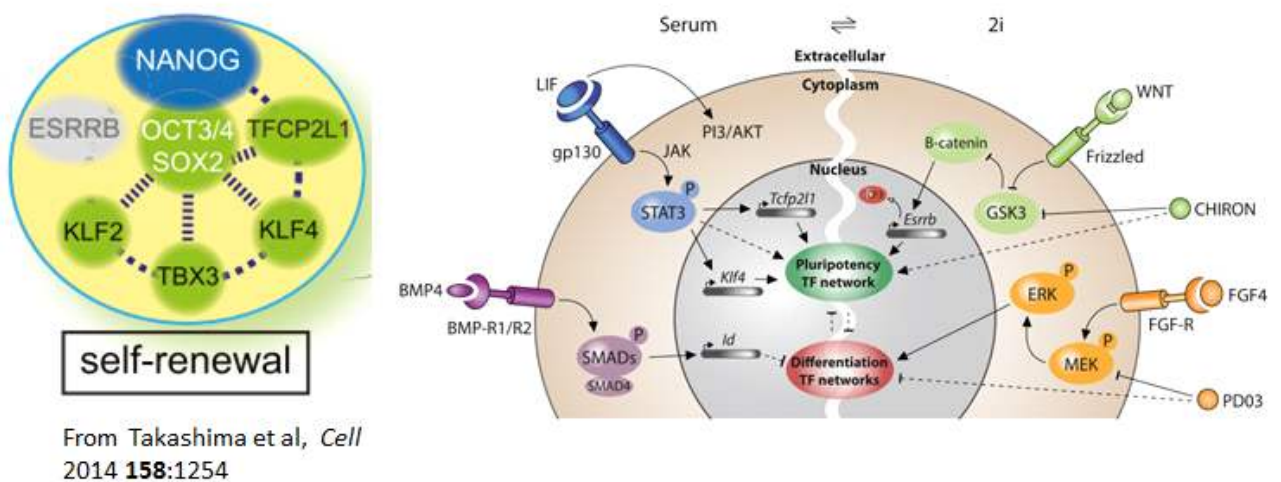 NANOG
ESRRB
OCT3/4
SOX2
TFCP2L1
KLF2
KLF4
TBX3
self-renewal
From Takashima et al, Cell
2014 158:1254
Serum ⇌ 2i
Extracellular
Cytoplasm
LIF
gp130
PI3/AKT
JAK
P
STAT3
Nucleus
Tcfp2l1
Klf4
Esrrb
B-catenin
WNT
Frizzled
GSK3
CHIRON
Pluripotency
TF network
BMP4
BMP-R1/R2
P
SMADs
SMAD4
Id
Differentiation
TF networks
P
ERK
P
MEK
FGF4
FGF-R
PD03